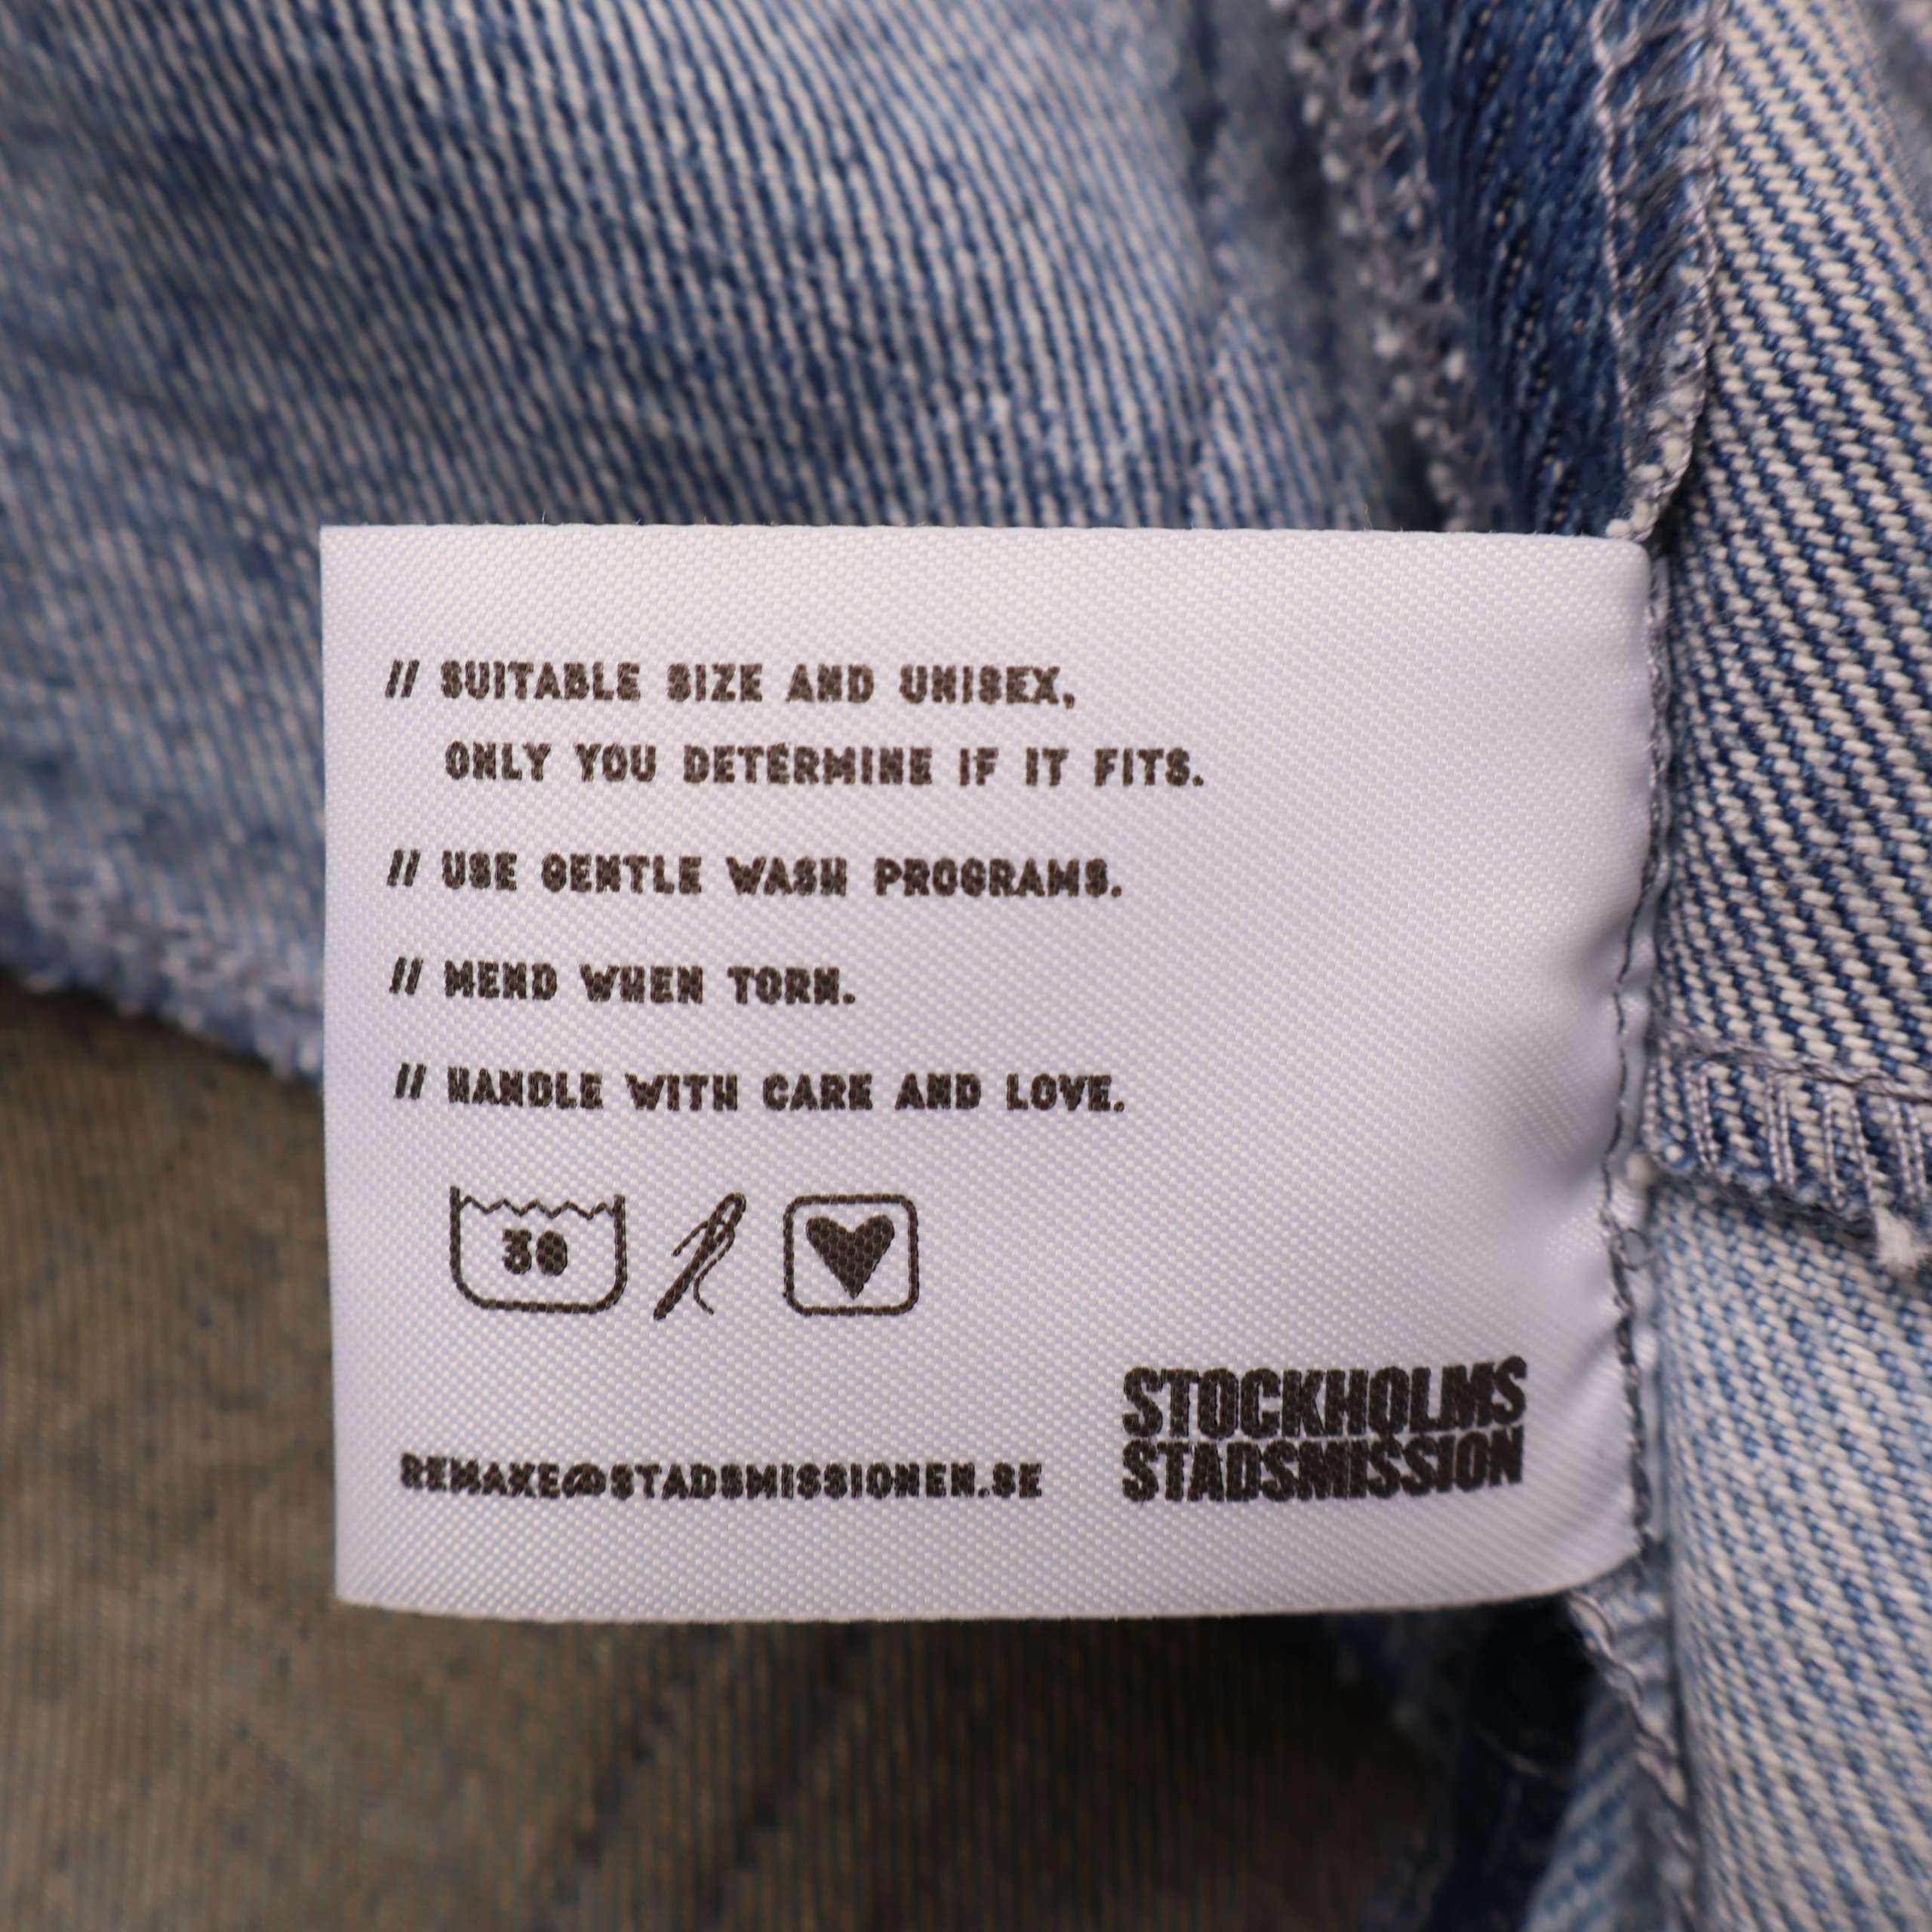 // SUITABLE SIZE AND UNISEX,
ONLY YOU DETERMINE IF IT FITS.
// USE GENTLE WASH PROGRAMS.
// MEND WHEN TORN.
// HANDLE WITH CARE AND LOVE.
30
REMAKE@STADSMISSIONEN.SE
STOCKHOLMS
STADSMISSION